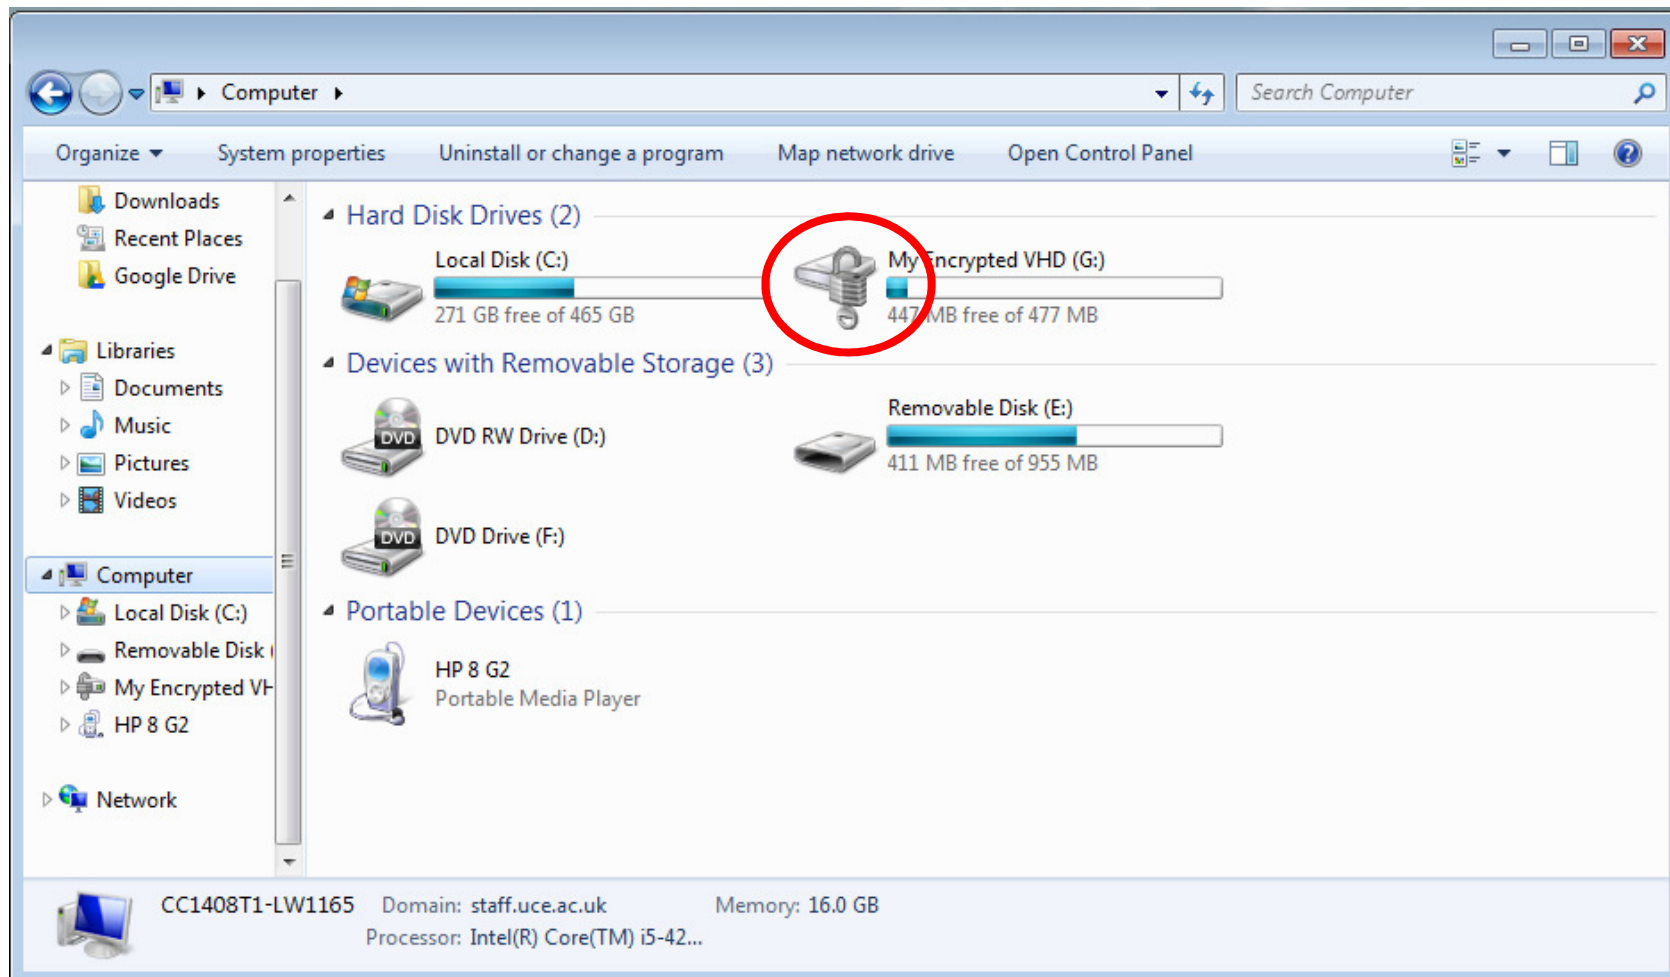 Computer
Search Computer
Organize
System properties
Uninstall or change a program
Map network drive
Open Control Panel
Downloads
Recent Places
Google Drive
Libraries
Documents
Music
Pictures
Videos
Computer
Local Disk (C:)
Removable Disk (
My Encrypted VH
HP 8 G2
Network
Hard Disk Drives (2)
Local Disk (C:)
271 GB free of 465 GB
My Encrypted VHD (G:)
447 MB free of 477 MB
Devices with Removable Storage (3)
DVD
DVD RW Drive (D:)
Removable Disk (E:)
411 MB free of 955 MB
DVD
DVD Drive (F:)
Portable Devices (1)
HP 8 G2
Portable Media Player
CC1408T1-LW1165 Domain: staff.uce.ac.uk Memory: 16.0 GB
Processor: Intel(R) Core(TM) i5-42...